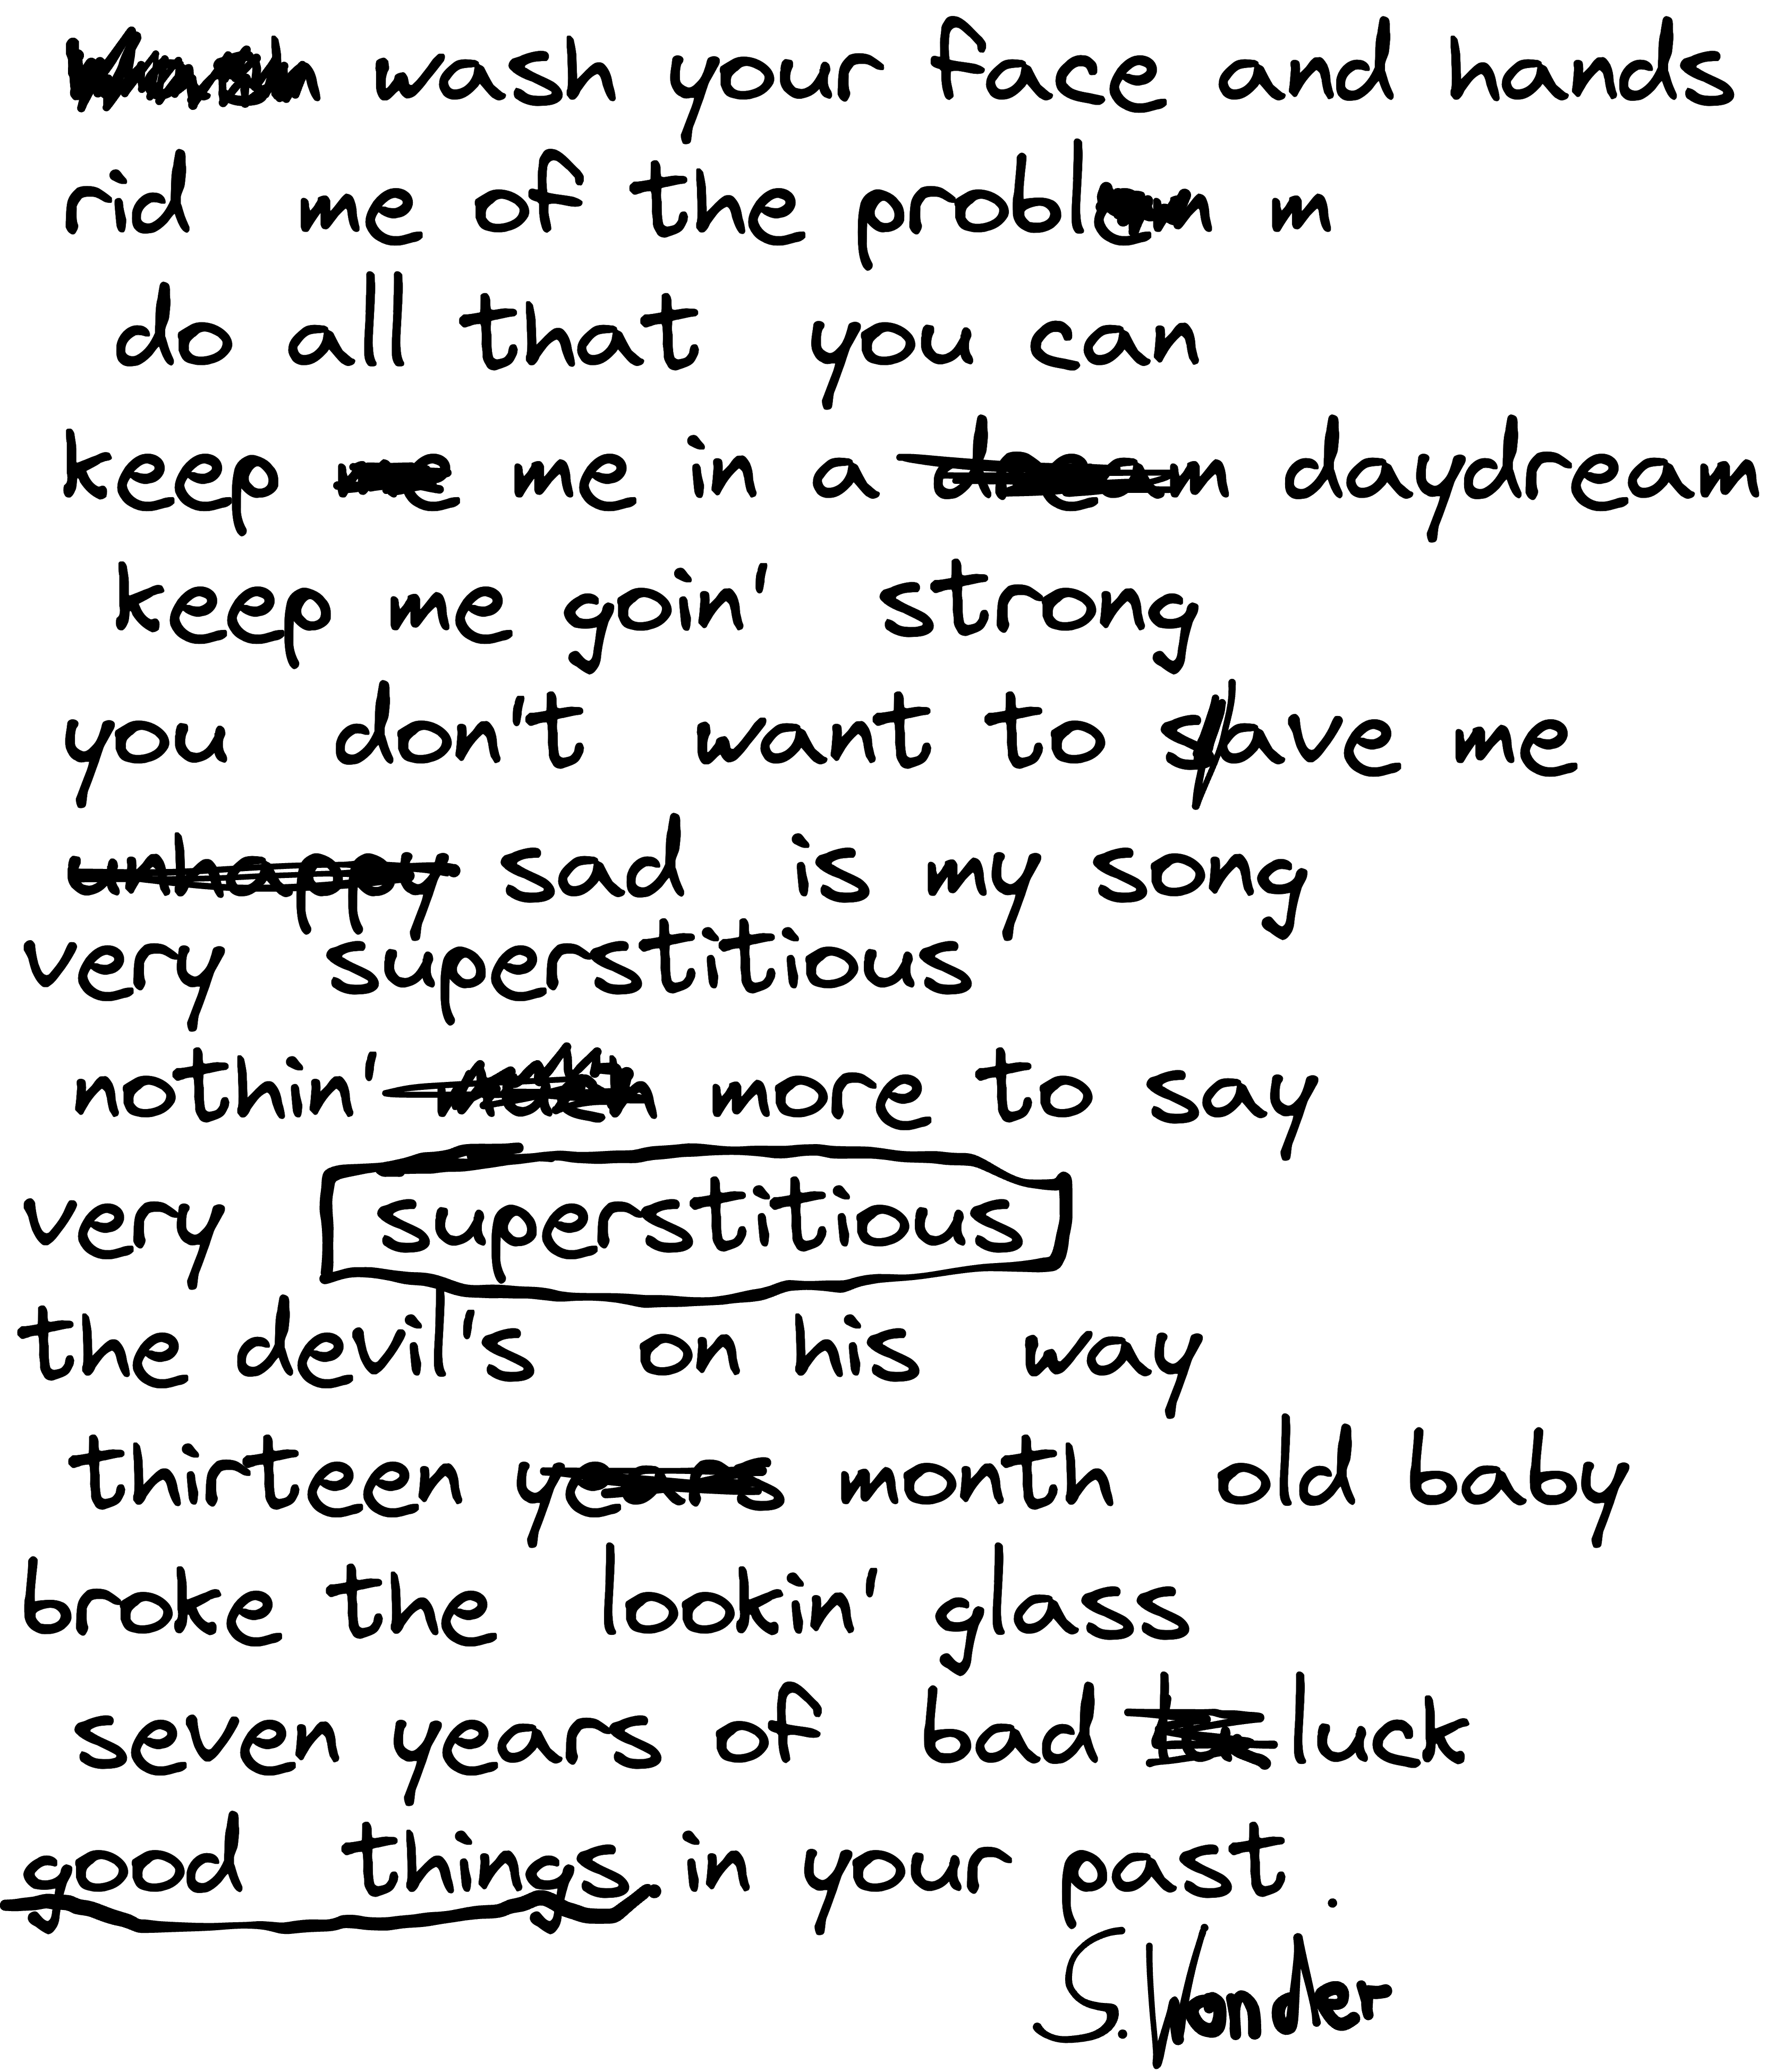 wash your face and hands
rid me of the problem
do all that you can
keep me me in a dream daydream
keep me goin' strong
you don't want to save me
unhappy sad is my song
very superstitious
nothin' more to say
very superstitious
the devil's on his way
thirteen years month old baby
broke the lookin' glass
seven years of bad luck
good things in your past.
S. Wonder